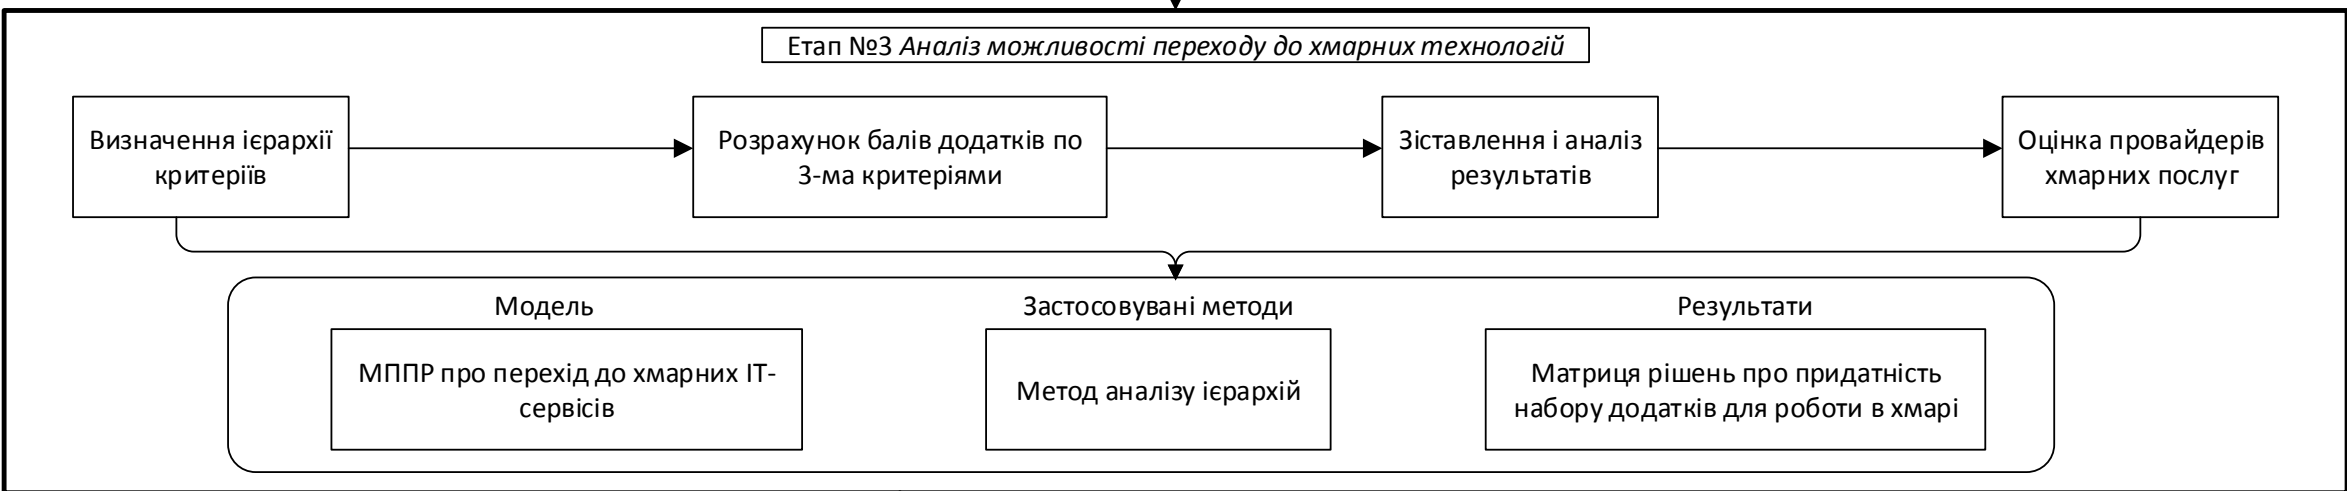 Етап №3 Аналіз можливості переходу до хмарних технологій
Визначення ієрархії
критеріїв
Розрахунок балів додатків по
3-ма критеріями
Зіставлення і аналіз
результатів
Оцінка провайдерів
хмарних послуг
Модель
МППР про перехід до хмарних ІТ-
сервісів
Застосовувані методи
Метод аналізу ієрархій
Результати
Матриця рішень про придатність
набору додатків для роботи в хмарі